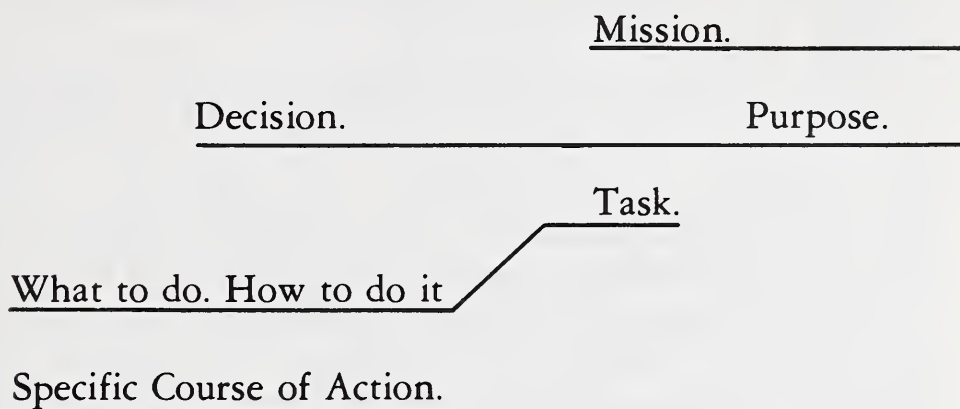 Mission.
Decision. Purpose.
Task.
What to do. How to do it
Specific Course of Action.